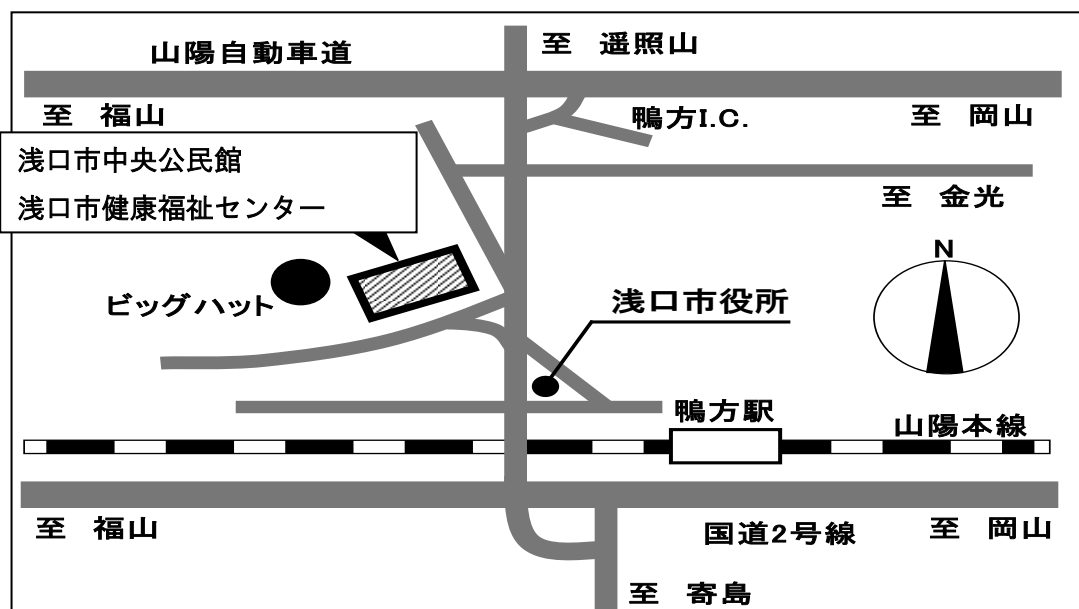 至 遥照山
山陽自動車道
至 福山
鴨方I.C.
至 岡山
浅口市中央公民館
浅口市健康福祉センター
至 金光
N
ビッグハット
浅口市役所
鴨方駅
山陽本線
至 福山
国道2号線
至 岡山
至 寄島